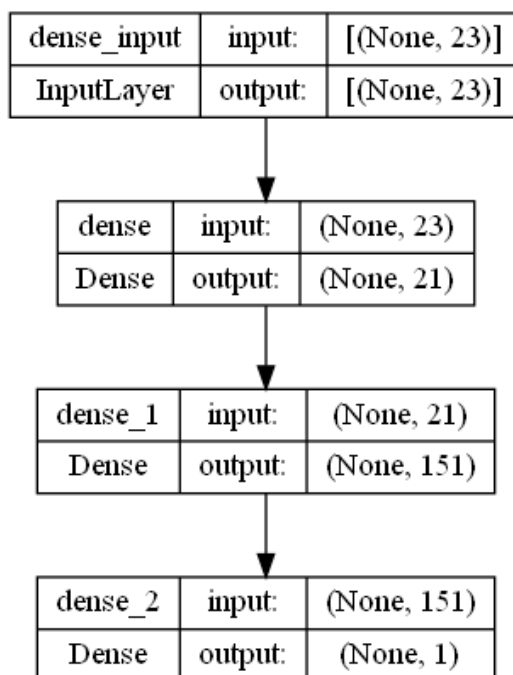 dense_input input: [(None, 23)]
InputLayer output: [(None, 23)]
dense input: (None, 23)
Dense output: (None, 21)
dense_1 input: (None, 21)
Dense output: (None, 151)
dense_2 input: (None, 151)
Dense output: (None, 1)